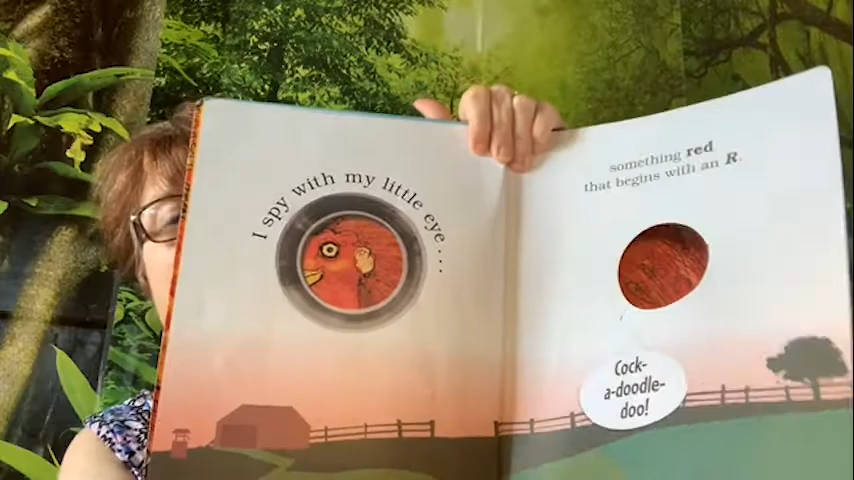 I spy with my little eye...
something red
that begins with an R.
Cock-
a-doodle-
doo!